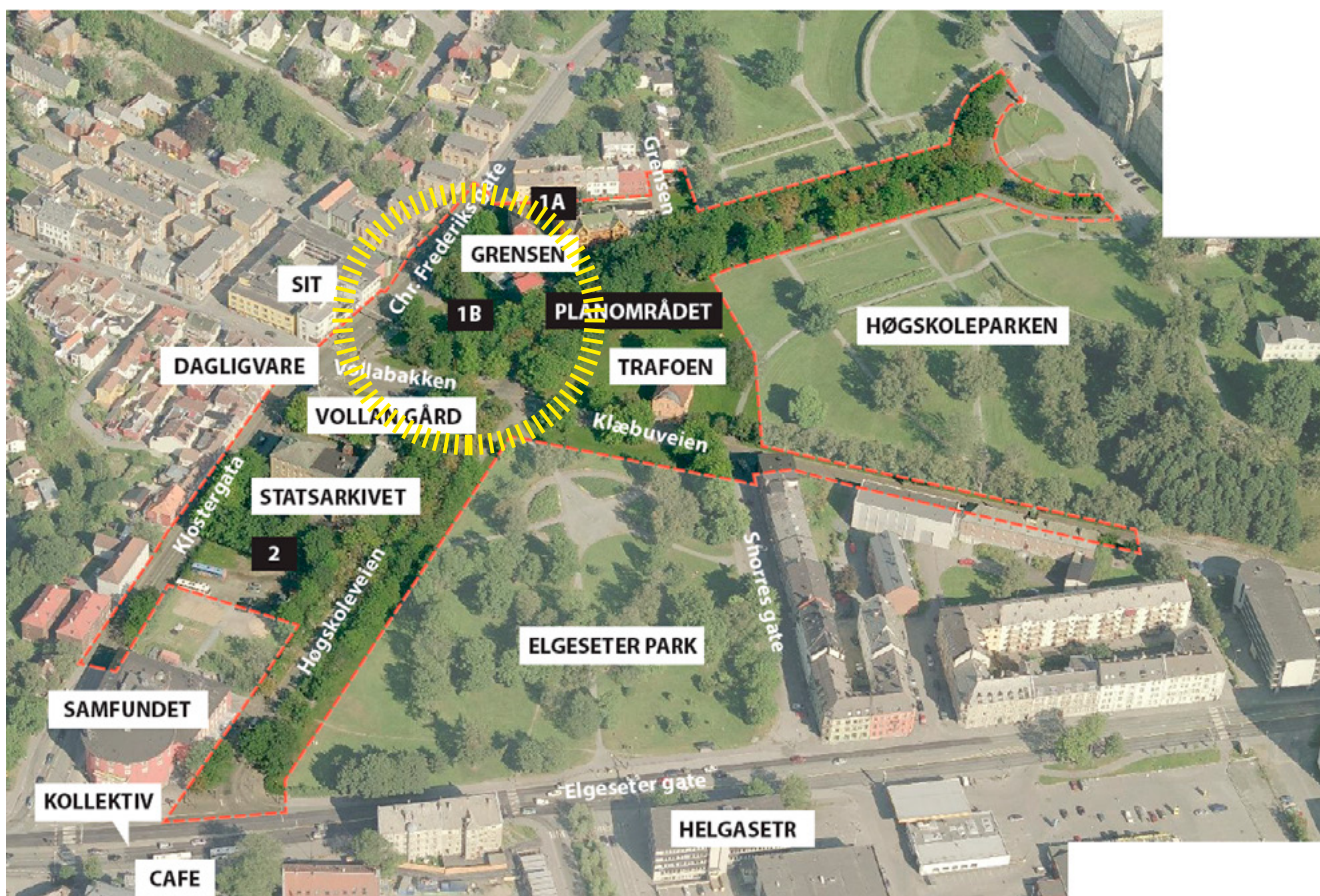 1A
Grensen
Chr. Frederiks gate
GRENSEN
SIT
1B
PLANOMRÅDET
HØGSKOLEPARKEN
DAGLIGVARE
Vollabakken
TRAFOEN
VOLLAN GÅRD
Klæbuveien
Klostergata
STATSARKIVET
2
Høgskoleveien
Snorres gate
ELGESETER PARK
SAMFUNDET
Elgeseter gate
KOLLEKTIV
HELGASETR
CAFE